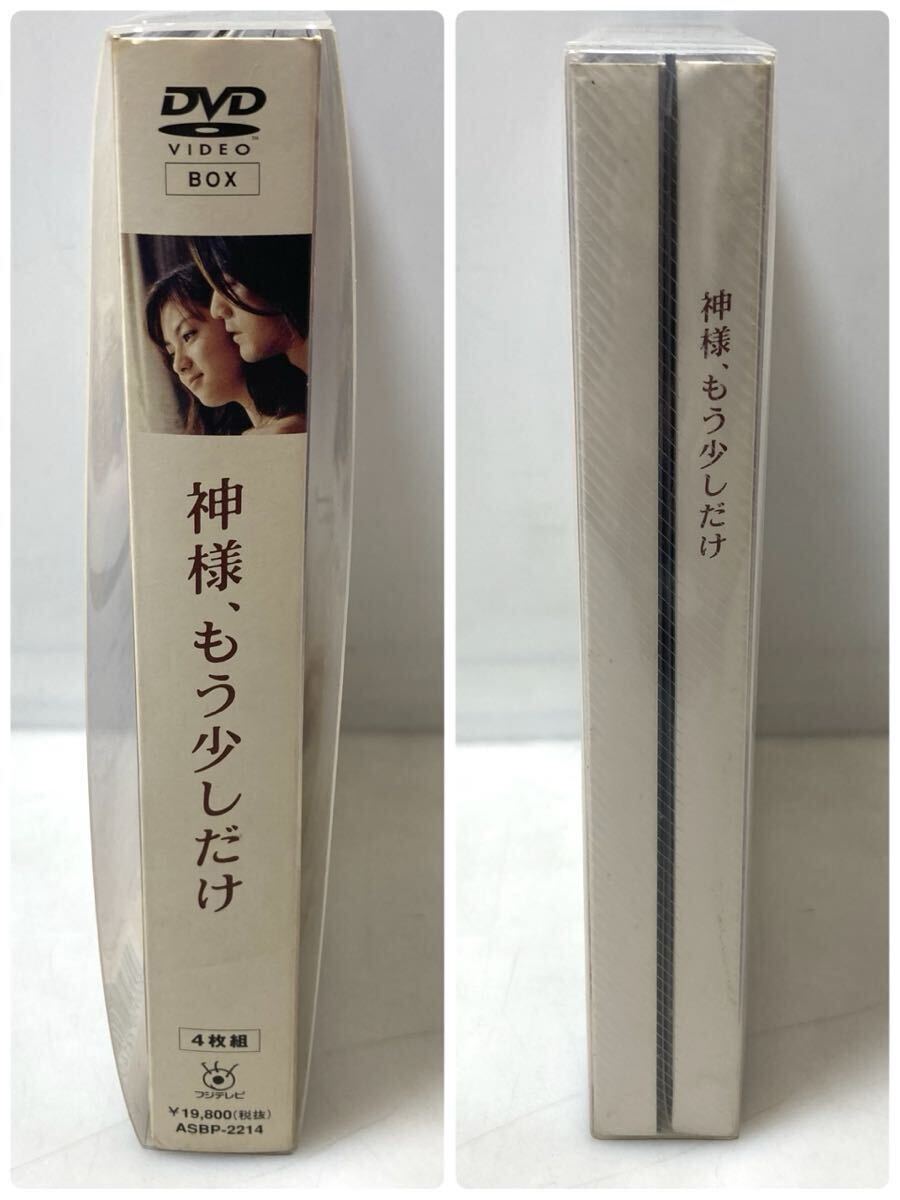 DVD
VIDEO
BOX
神様、もう少しだけ
4枚組
フジテレビ
¥19,800(税抜)
ASBP-2214
神様、もう少しだけ